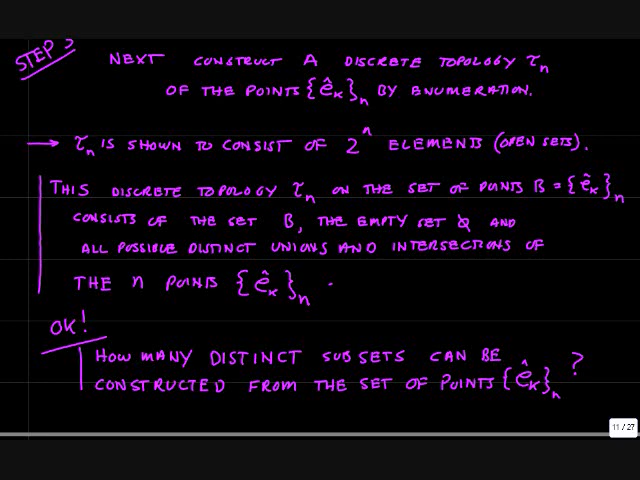 STEP 3
NEXT CONSTRUCT A DISCRETE TOPOLOGY τₙ
OF THE POINTS {êₖ}ₙ BY ENUMERATION.
→ τₙ IS SHOWN TO CONSIST OF 2ⁿ ELEMENTS (OPEN SETS).
THIS DISCRETE TOPOLOGY τₙ ON THE SET OF POINTS B = {êₖ}ₙ
CONSISTS OF THE SET B, THE EMPTY SET ∅ AND
ALL POSSIBLE DISTINCT UNIONS AND INTERSECTIONS OF
THE n POINTS {êₖ}ₙ.
OK!
HOW MANY DISTINCT SUBSETS CAN BE
CONSTRUCTED FROM THE SET OF POINTS {êₖ}ₙ ?
11 / 27